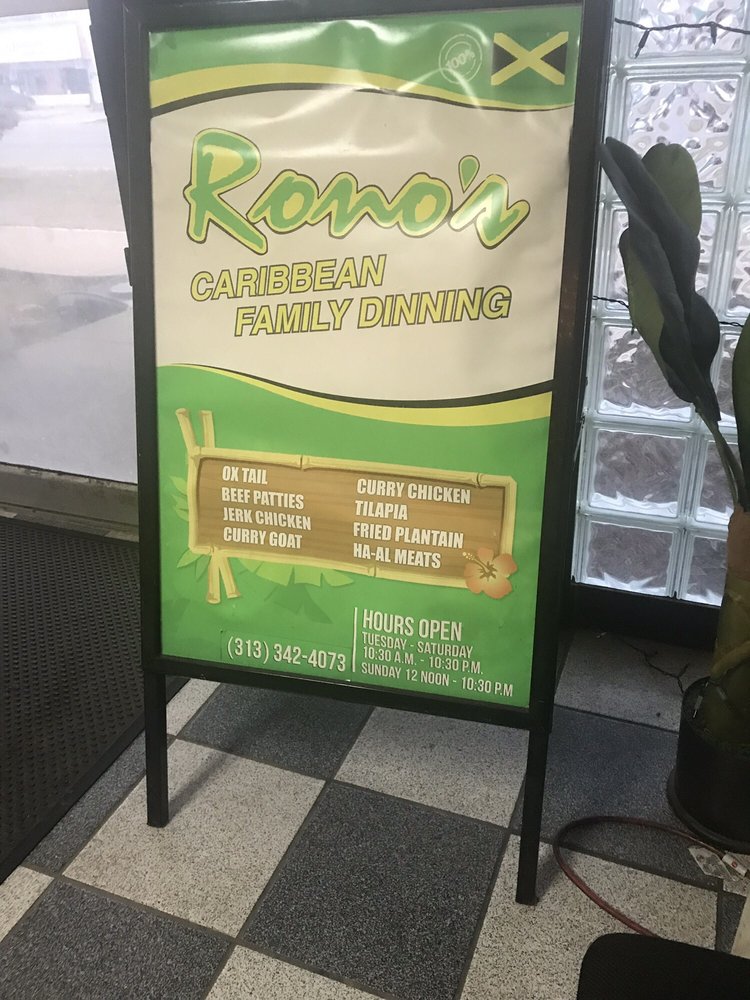 100%
Rono's
CARIBBEAN
FAMILY DINNING
OX TAIL
BEEF PATTIES
JERK CHICKEN
CURRY GOAT
CURRY CHICKEN
TILAPIA
FRIED PLANTAIN
HA-AL MEATS
(313) 342-4073
HOURS OPEN
TUESDAY - SATURDAY
10:30 A.M. - 10:30 P.M.
SUNDAY 12 NOON - 10:30 P.M